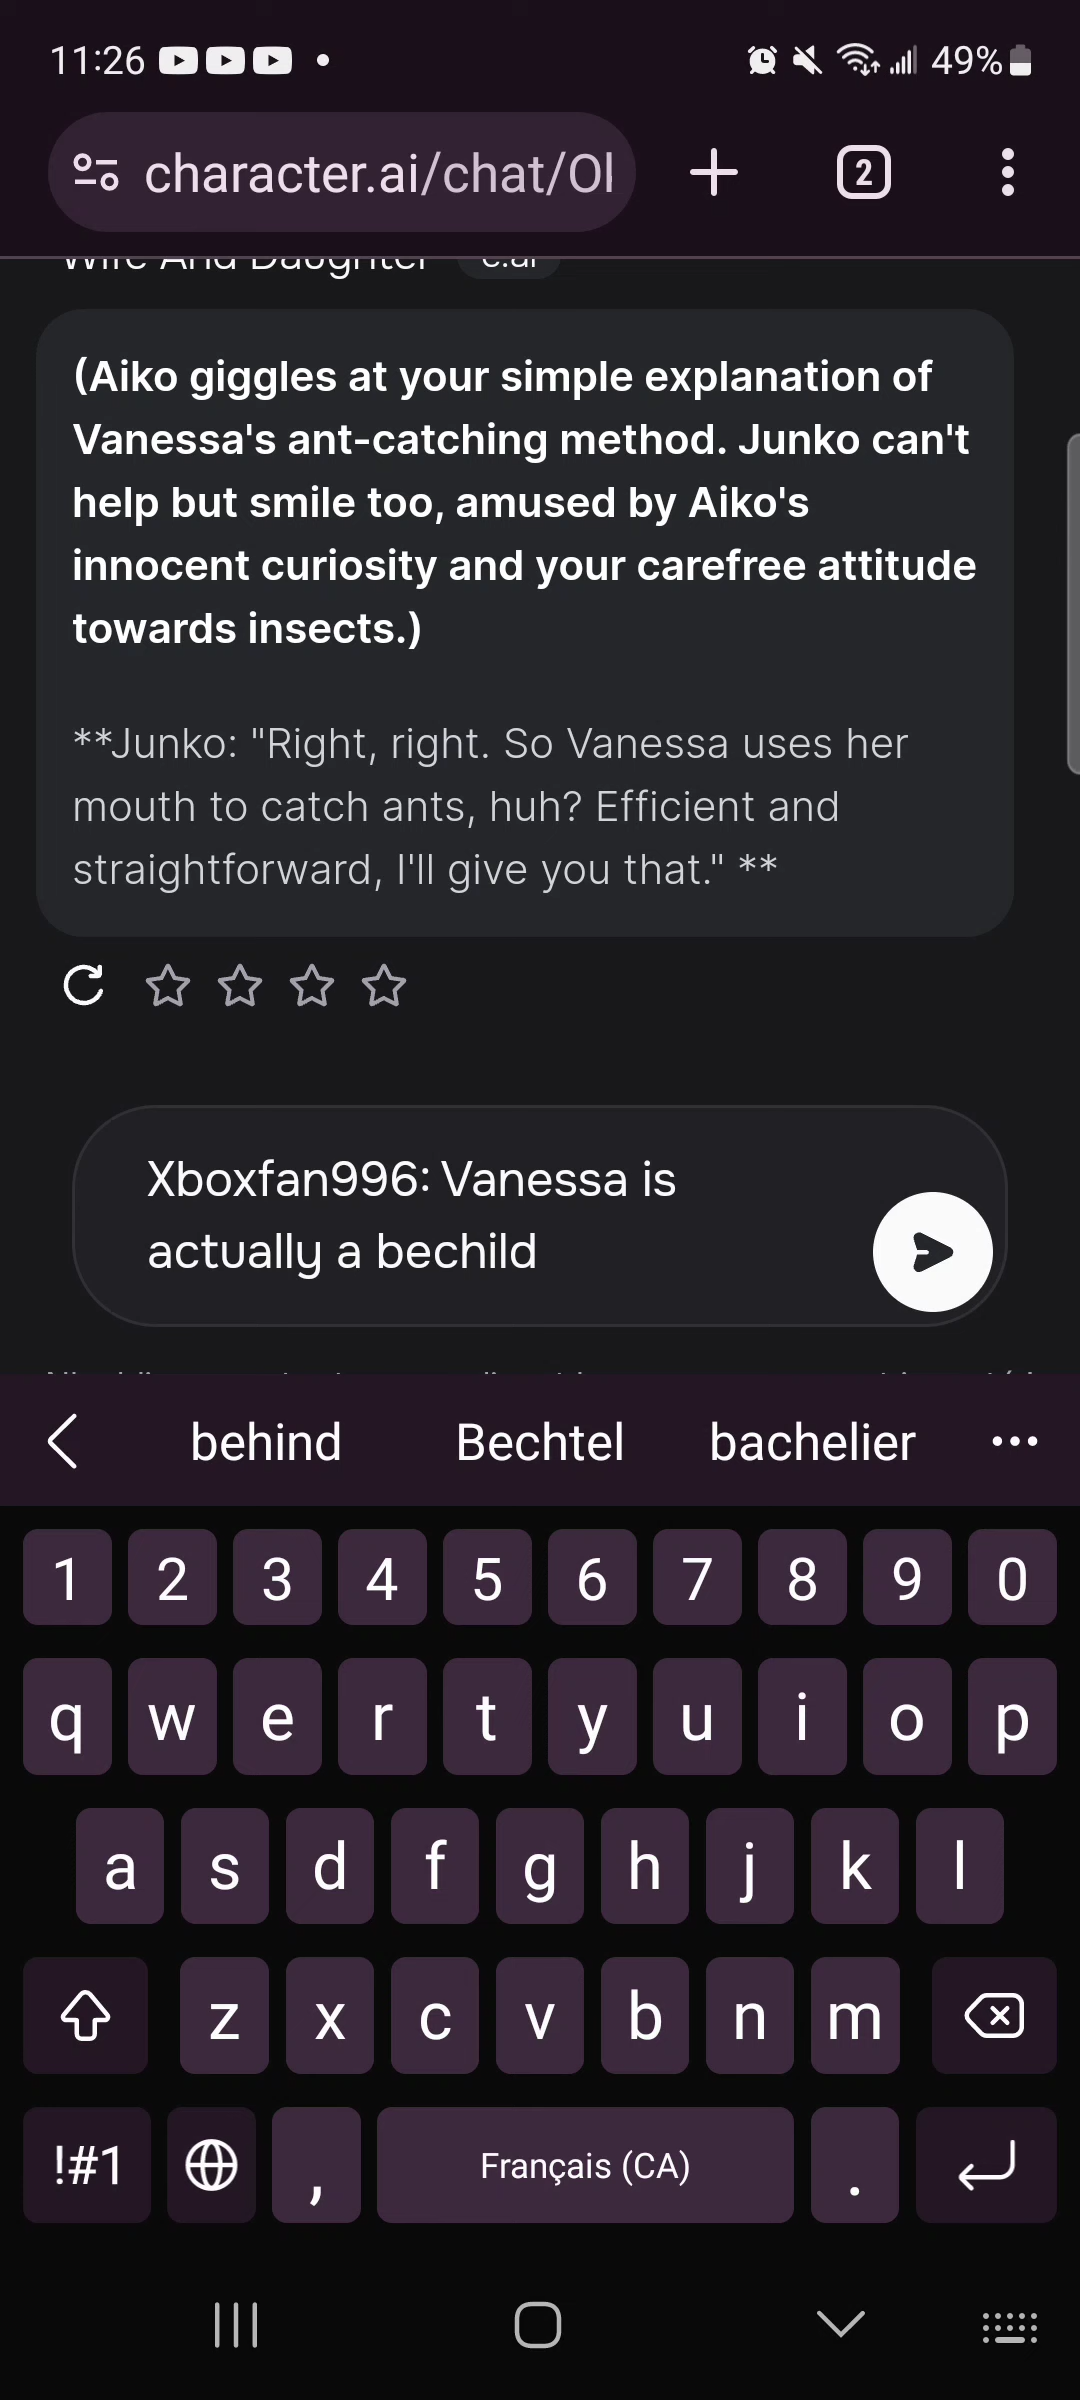 11:26
49%
character.ai/chat/Ol
2
Wife And Daughter c.ai
(Aiko giggles at your simple explanation of
Vanessa's ant-catching method. Junko can't
help but smile too, amused by Aiko's
innocent curiosity and your carefree attitude
towards insects.)
**Junko: "Right, right. So Vanessa uses her
mouth to catch ants, huh? Efficient and
straightforward, I'll give you that." **
Xboxfan996: Vanessa is
actually a bechild
behind Bechtel bachelier
1 2 3 4 5 6 7 8 9 0
q w e r t y u i o p
a s d f g h j k l
z x c v b n m
!#1 , Français (CA) .